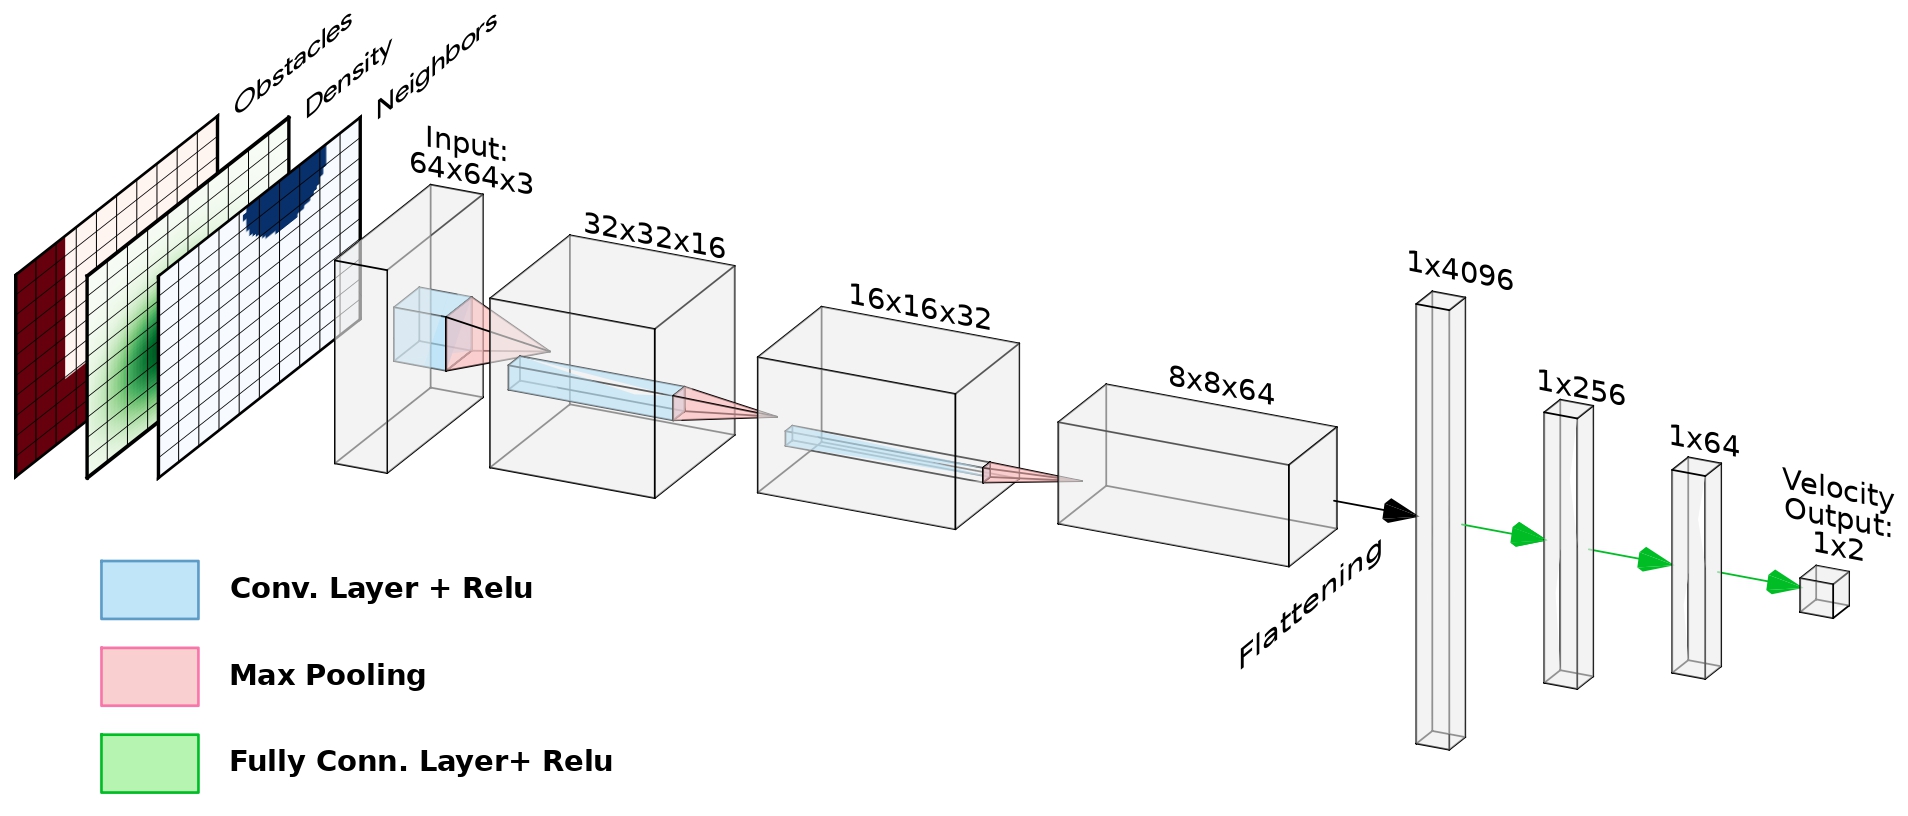 Obstacles
Density
Neighbors
Input:
64x64x3
32x32x16
16x16x32
8x8x64
Flattening
1x4096
1x256
1x64
Velocity
Output:
1x2
Conv. Layer + Relu
Max Pooling
Fully Conn. Layer+ Relu